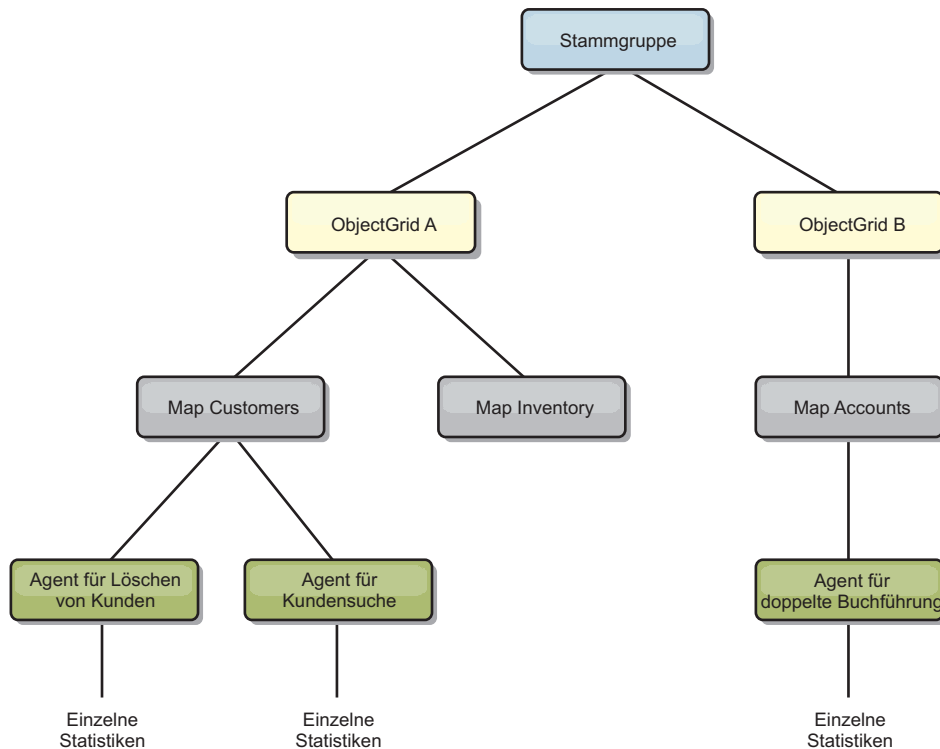 Stammgruppe
ObjectGrid A
ObjectGrid B
Map Customers
Map Inventory
Map Accounts
Agent für Löschen
von Kunden
Agent für
Kundensuche
Agent für
doppelte Buchführung
Einzelne
Statistiken
Einzelne
Statistiken
Einzelne
Statistiken